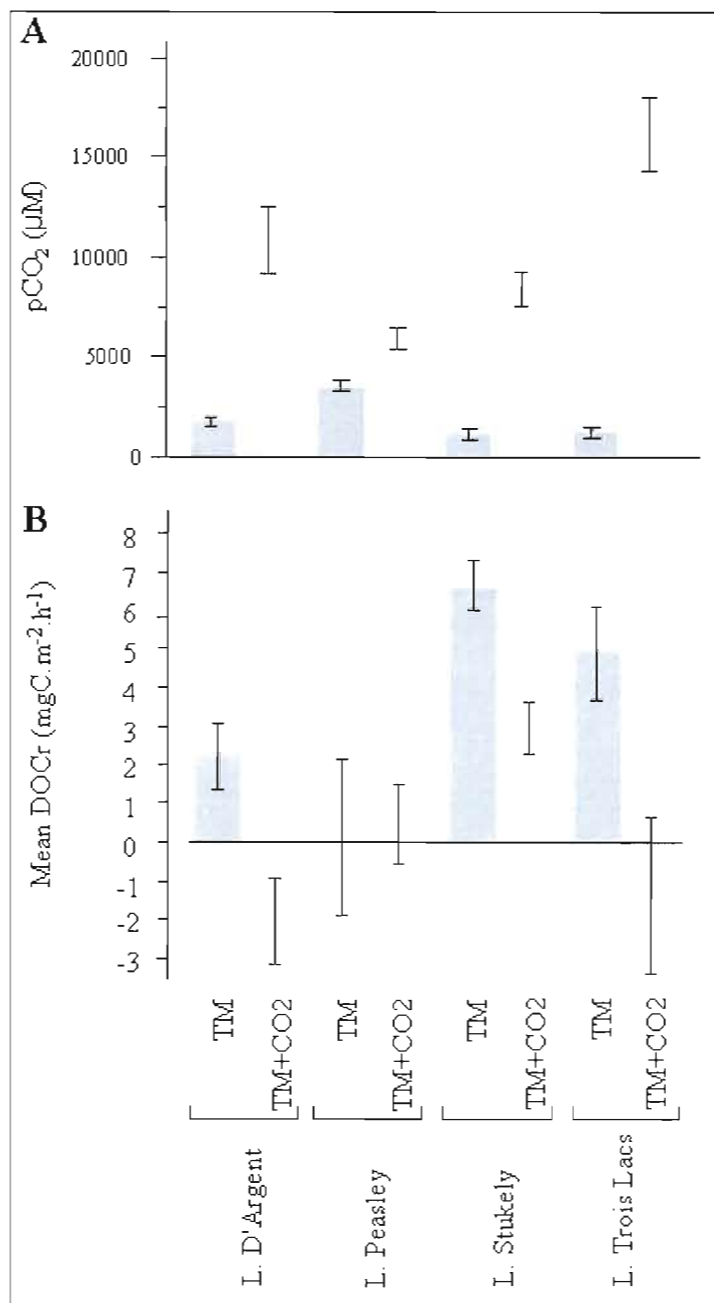 A
20000
15000
10000
5000
0
pCO₂ (µM)
B
8
7
6
5
4
3
2
1
0
-1
-2
-3
Mean DOCr (mgC.m⁻².h⁻¹)
TM
TM+CO2
TM
TM+CO2
TM
TM+CO2
TM
TM+CO2
L. D'Argent
L. Peasley
L. Stukely
L. Trois Lacs